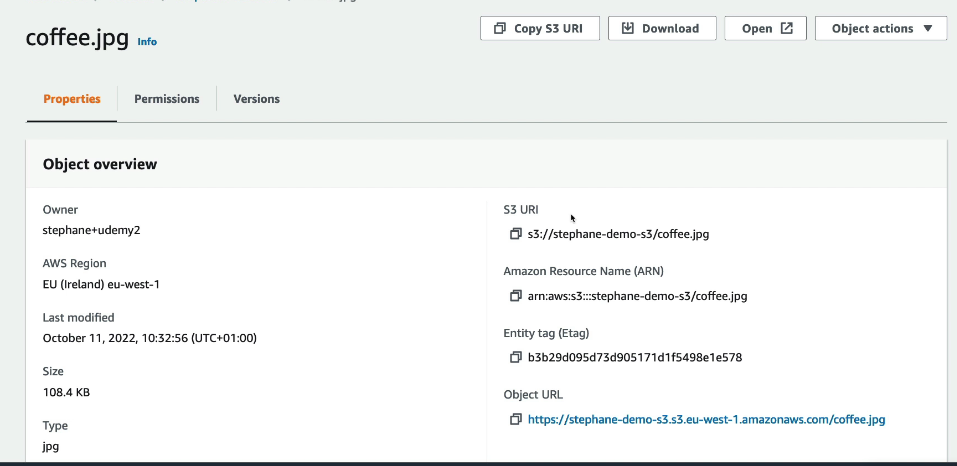 coffee.jpg Info
Copy S3 URI
Download
Open
Object actions
Properties
Permissions
Versions
Object overview
Owner
stephane+udemy2
AWS Region
EU (Ireland) eu-west-1
Last modified
October 11, 2022, 10:32:56 (UTC+01:00)
Size
108.4 KB
Type
jpg
S3 URI
s3://stephane-demo-s3/coffee.jpg
Amazon Resource Name (ARN)
arn:aws:s3:::stephane-demo-s3/coffee.jpg
Entity tag (Etag)
b3b29d095d73d905171d1f5498e1e578
Object URL
https://stephane-demo-s3.s3.eu-west-1.amazonaws.com/coffee.jpg